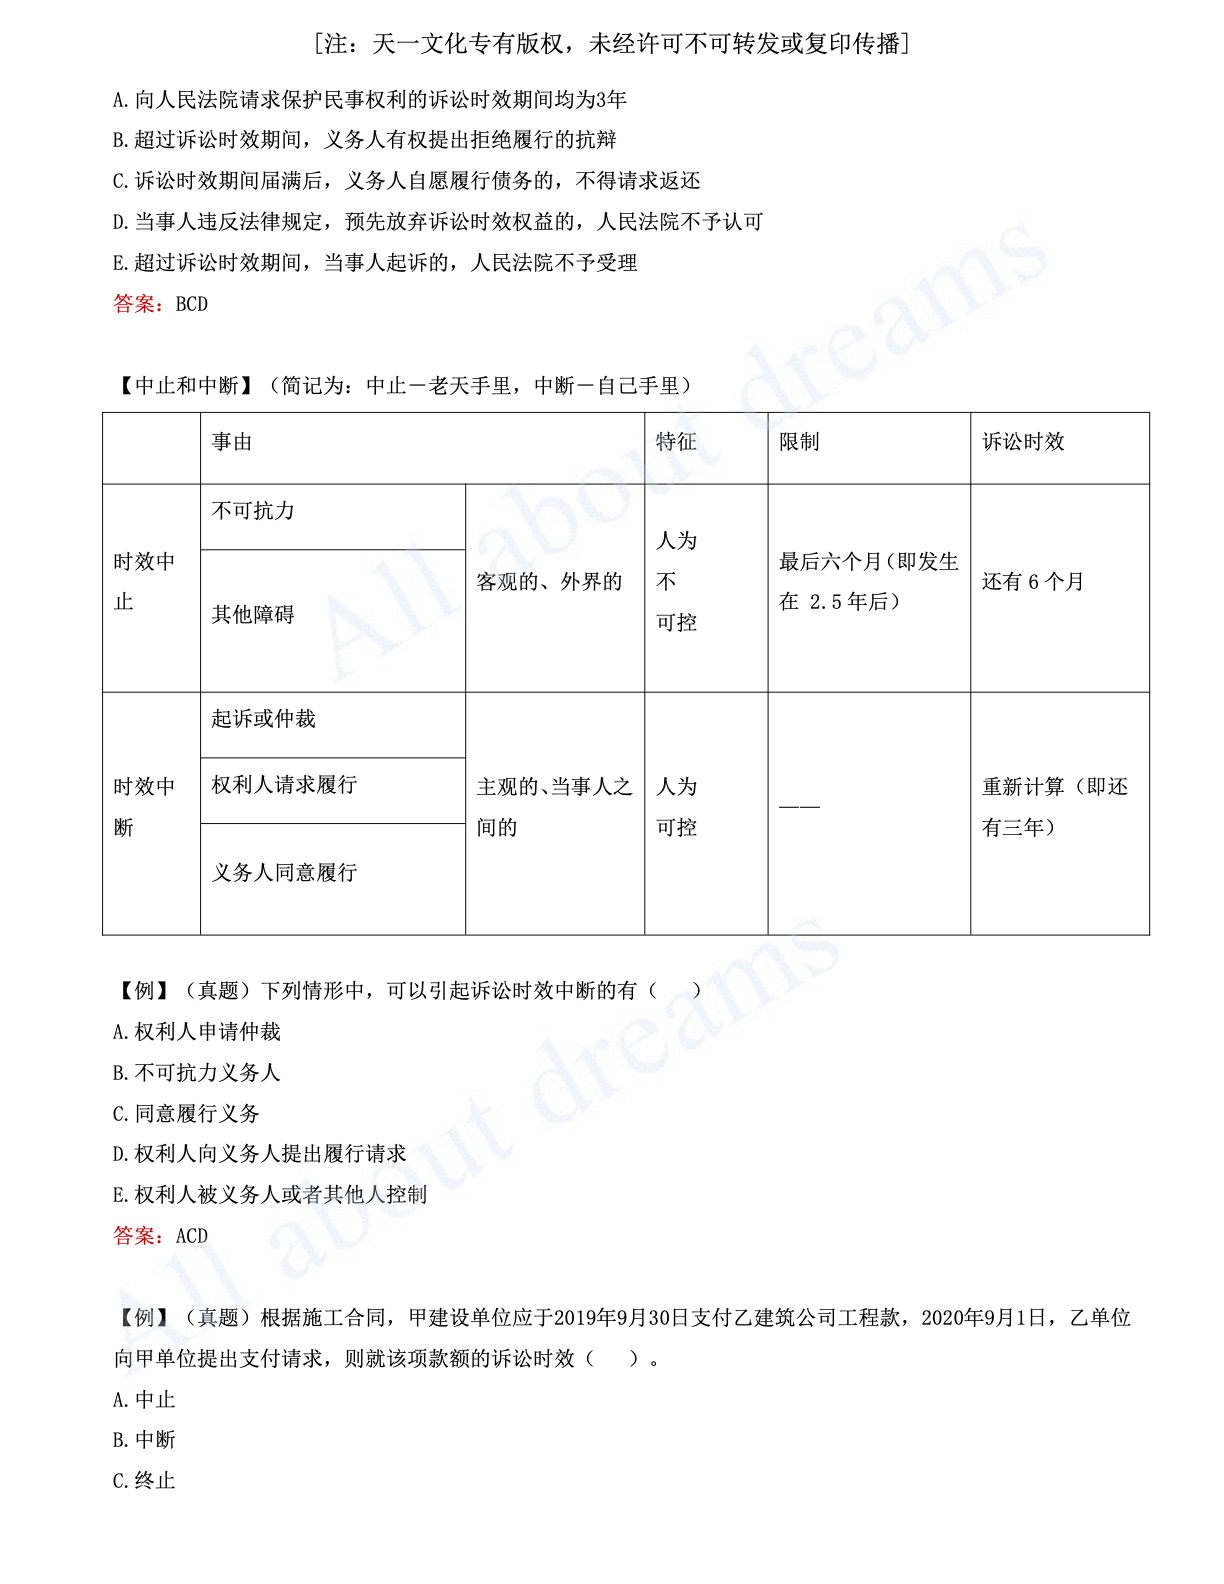 [注：天一文化专有版权，未经许可不可转发或复印传播]
A.向人民法院请求保护民事权利的诉讼时效期间均为3年
B.超过诉讼时效期间，义务人有权提出拒绝履行的抗辩
C.诉讼时效期间届满后，义务人自愿履行债务的，不得请求返还
D.当事人违反法律规定，预先放弃诉讼时效权益的，人民法院不予认可
E.超过诉讼时效期间，当事人起诉的，人民法院不予受理
答案：BCD
【中止和中断】（简记为：中止－老天手里，中断－自己手里）
事由 特征 限制 诉讼时效
时效中
止
不可抗力
其他障碍
客观的、外界的
人为
不
可控
最后六个月（即发生
在 2.5年后）
还有 6 个月
时效中
断
起诉或仲裁
权利人请求履行
义务人同意履行
主观的、当事人之
间的
人为
可控
——
重新计算（即还
有三年）
【例】（真题）下列情形中，可以引起诉讼时效中断的有（ ）
A.权利人申请仲裁
B.不可抗力义务人
C.同意履行义务
D.权利人向义务人提出履行请求
E.权利人被义务人或者其他人控制
答案：ACD
【例】（真题）根据施工合同，甲建设单位应于2019年9月30日支付乙建筑公司工程款，2020年9月1日，乙单位
向甲单位提出支付请求，则就该项款额的诉讼时效（ ）。
A.中止
B.中断
C.终止
All about dreams
All about dreams